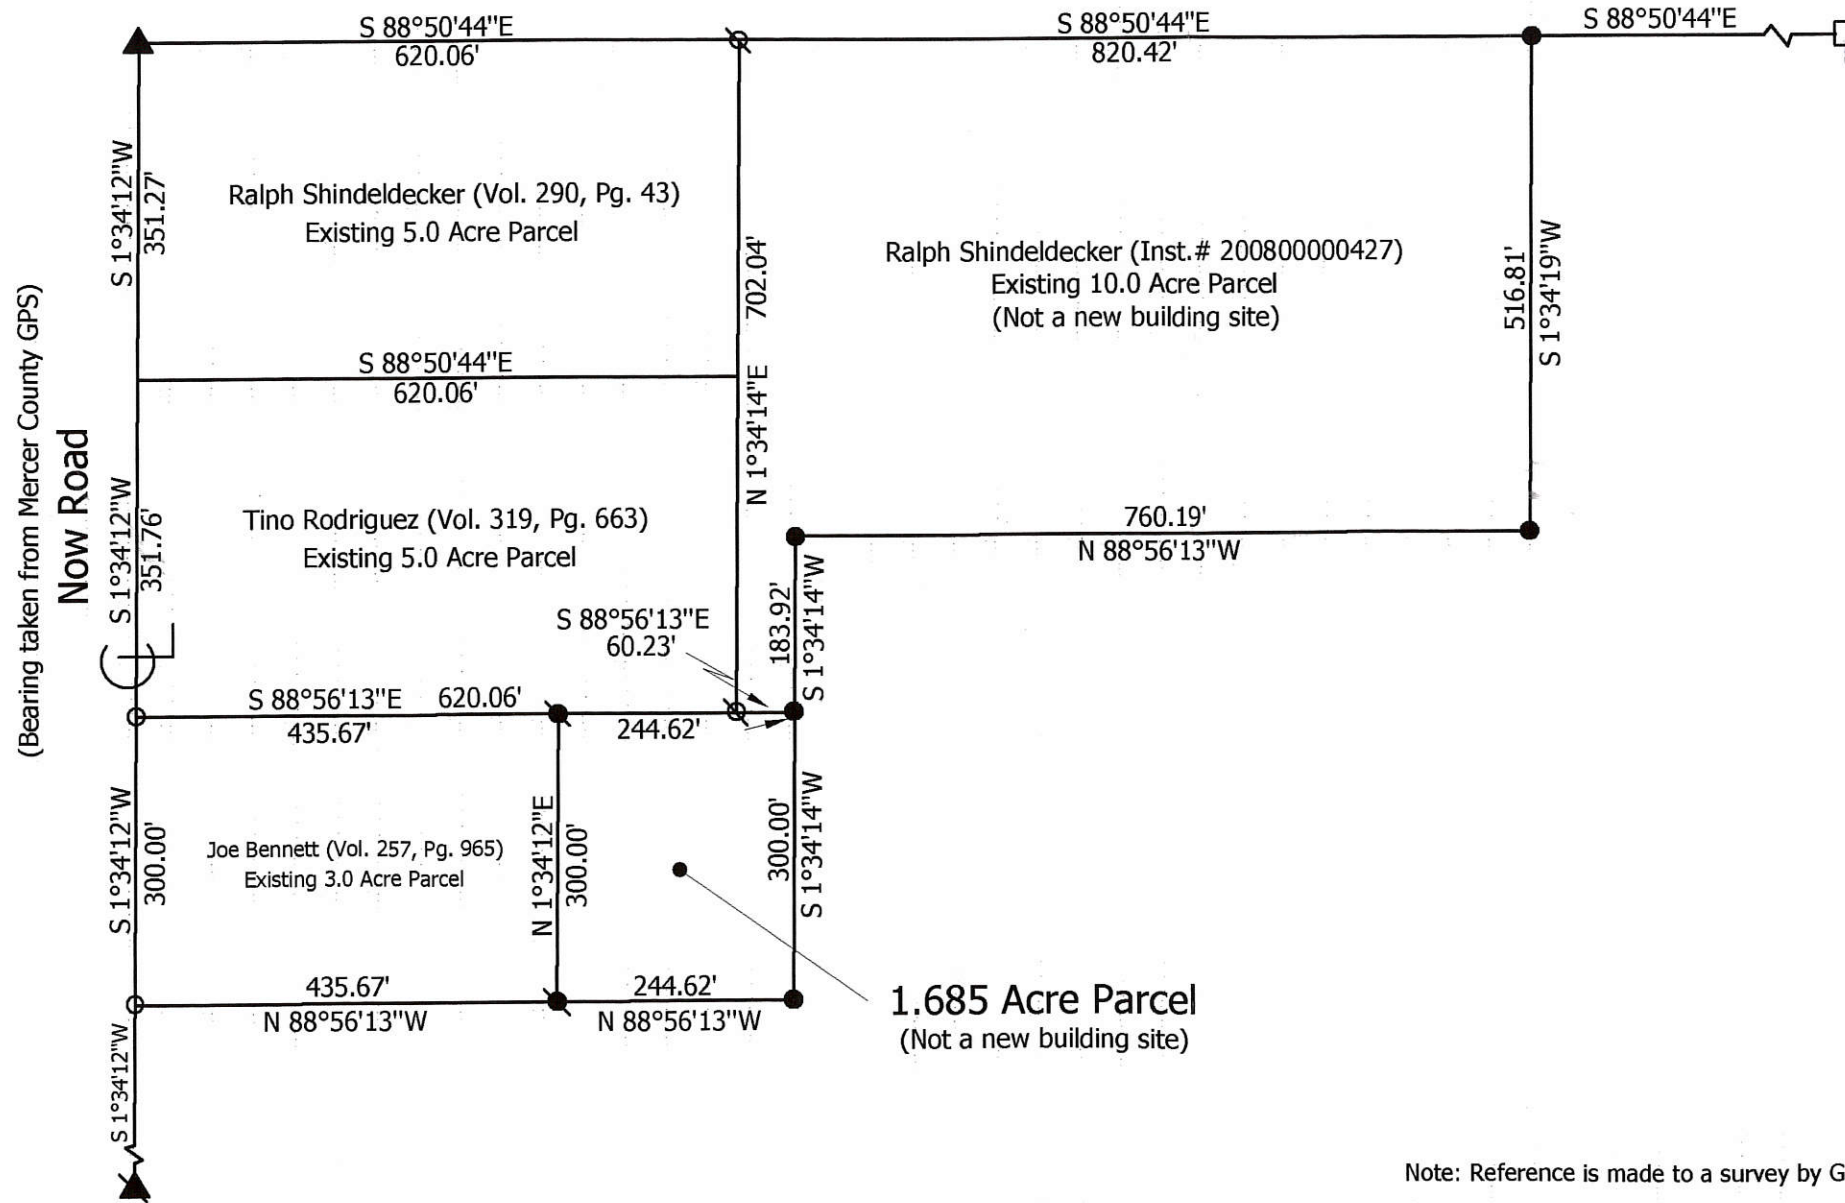 S 88°50'44"E
620.06'
S 88°50'44"E
820.42'
S 88°50'44"E
S 1°34'12"W
351.27'
Ralph Shindeldecker (Vol. 290, Pg. 43)
Existing 5.0 Acre Parcel
702.04'
N 1°34'14"E
Ralph Shindeldecker (Inst.# 200800000427)
Existing 10.0 Acre Parcel
(Not a new building site)
516.81'
S 1°34'19"W
S 88°50'44"E
620.06'
(Bearing taken from Mercer County GPS)
Now Road
S 1°34'12"W
351.76'
Tino Rodriguez (Vol. 319, Pg. 663)
Existing 5.0 Acre Parcel
760.19'
N 88°56'13"W
S 88°56'13"E
60.23'
183.92'
S 1°34'14"W
S 88°56'13"E 620.06'
435.67'
244.62'
S 1°34'12"W
300.00'
Joe Bennett (Vol. 257, Pg. 965)
Existing 3.0 Acre Parcel
N 1°34'12"E
300.00'
300.00'
S 1°34'14"W
435.67'
N 88°56'13"W
244.62'
N 88°56'13"W
1.685 Acre Parcel
(Not a new building site)
S 1°34'12"W
Note: Reference is made to a survey by G